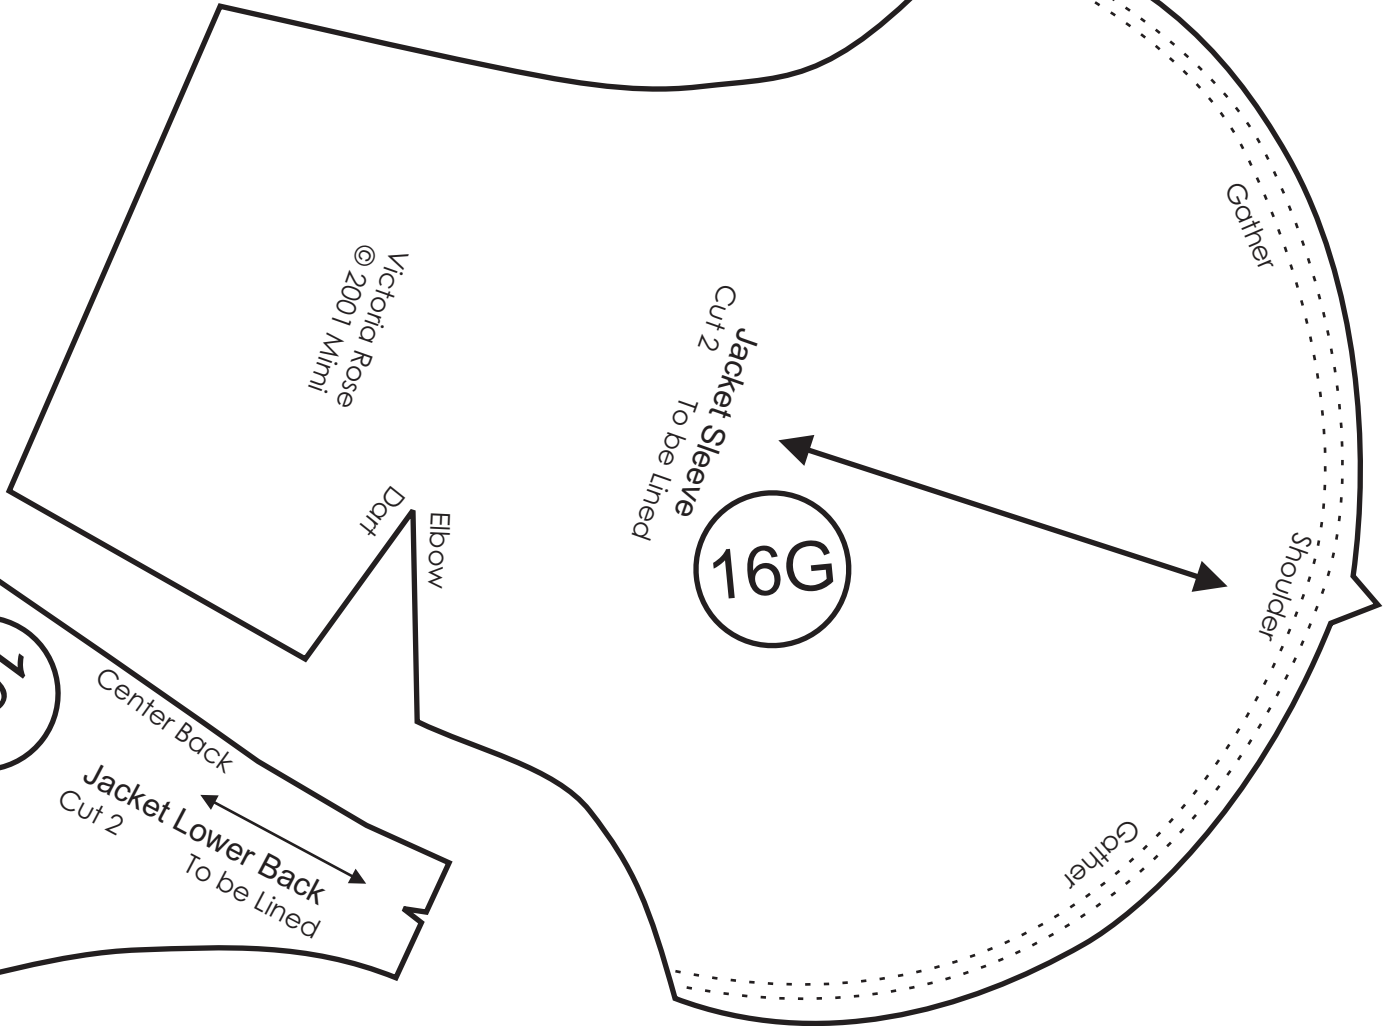 Gather
Victoria Rose
© 2001 Mimi
Jacket Sleeve
Cut 2 To be Lined
16G
Elbow
Dart
Shoulder
Gather
Center Back
Jacket Lower Back
Cut 2 To be Lined